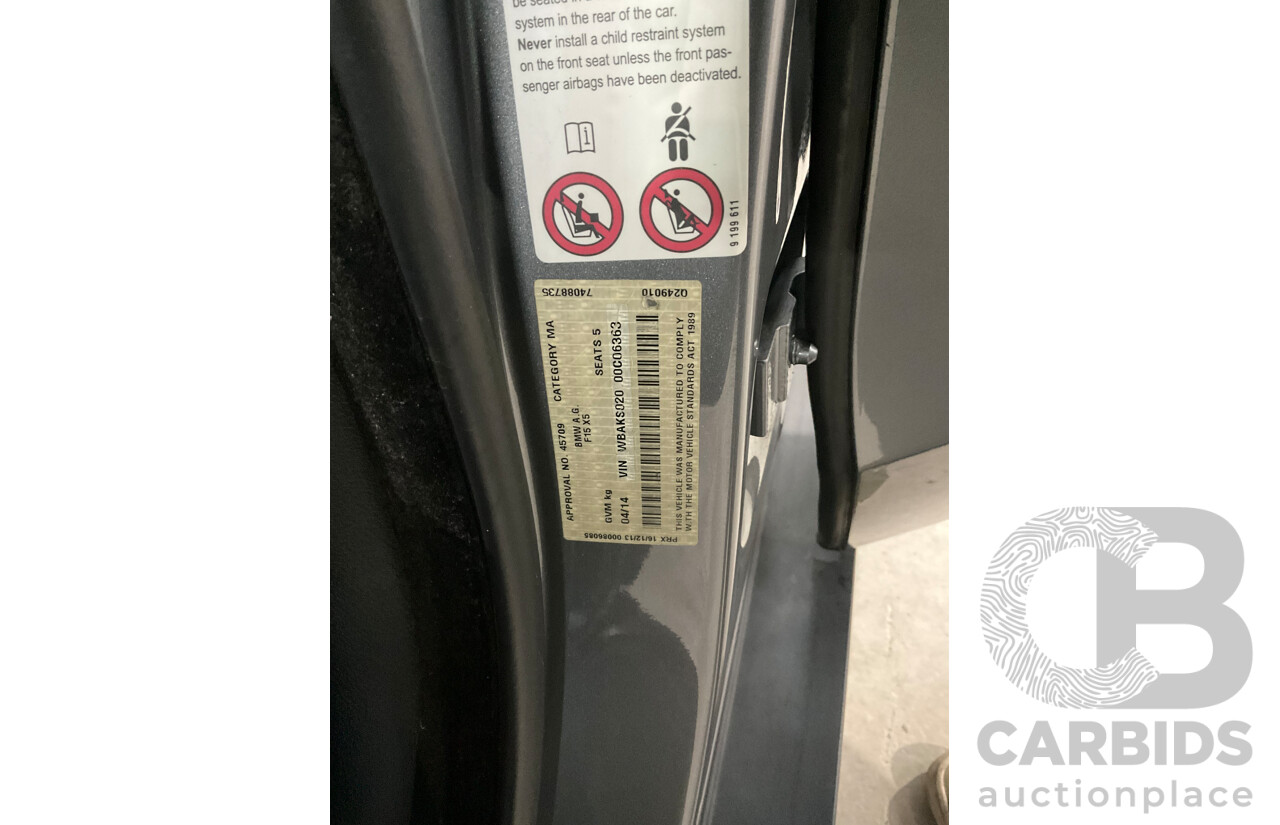 system in the rear of the car.
Never install a child restraint system
on the front seat unless the front pas-
senger airbags have been deactivated.
i
9 199 611
74088735
Q249010
APPROVAL NO. 45709 CATEGORY MA
BMW A.G.
F15 X5
GVM kg SEATS 5
04/14 VIN WBAKS020 00C06363
THIS VEHICLE WAS MANUFACTURED TO COMPLY
WITH THE MOTOR VEHICLE STANDARDS ACT 1989
PRX 16/12/13 00086085
CB
CARBIDS
auctionplace